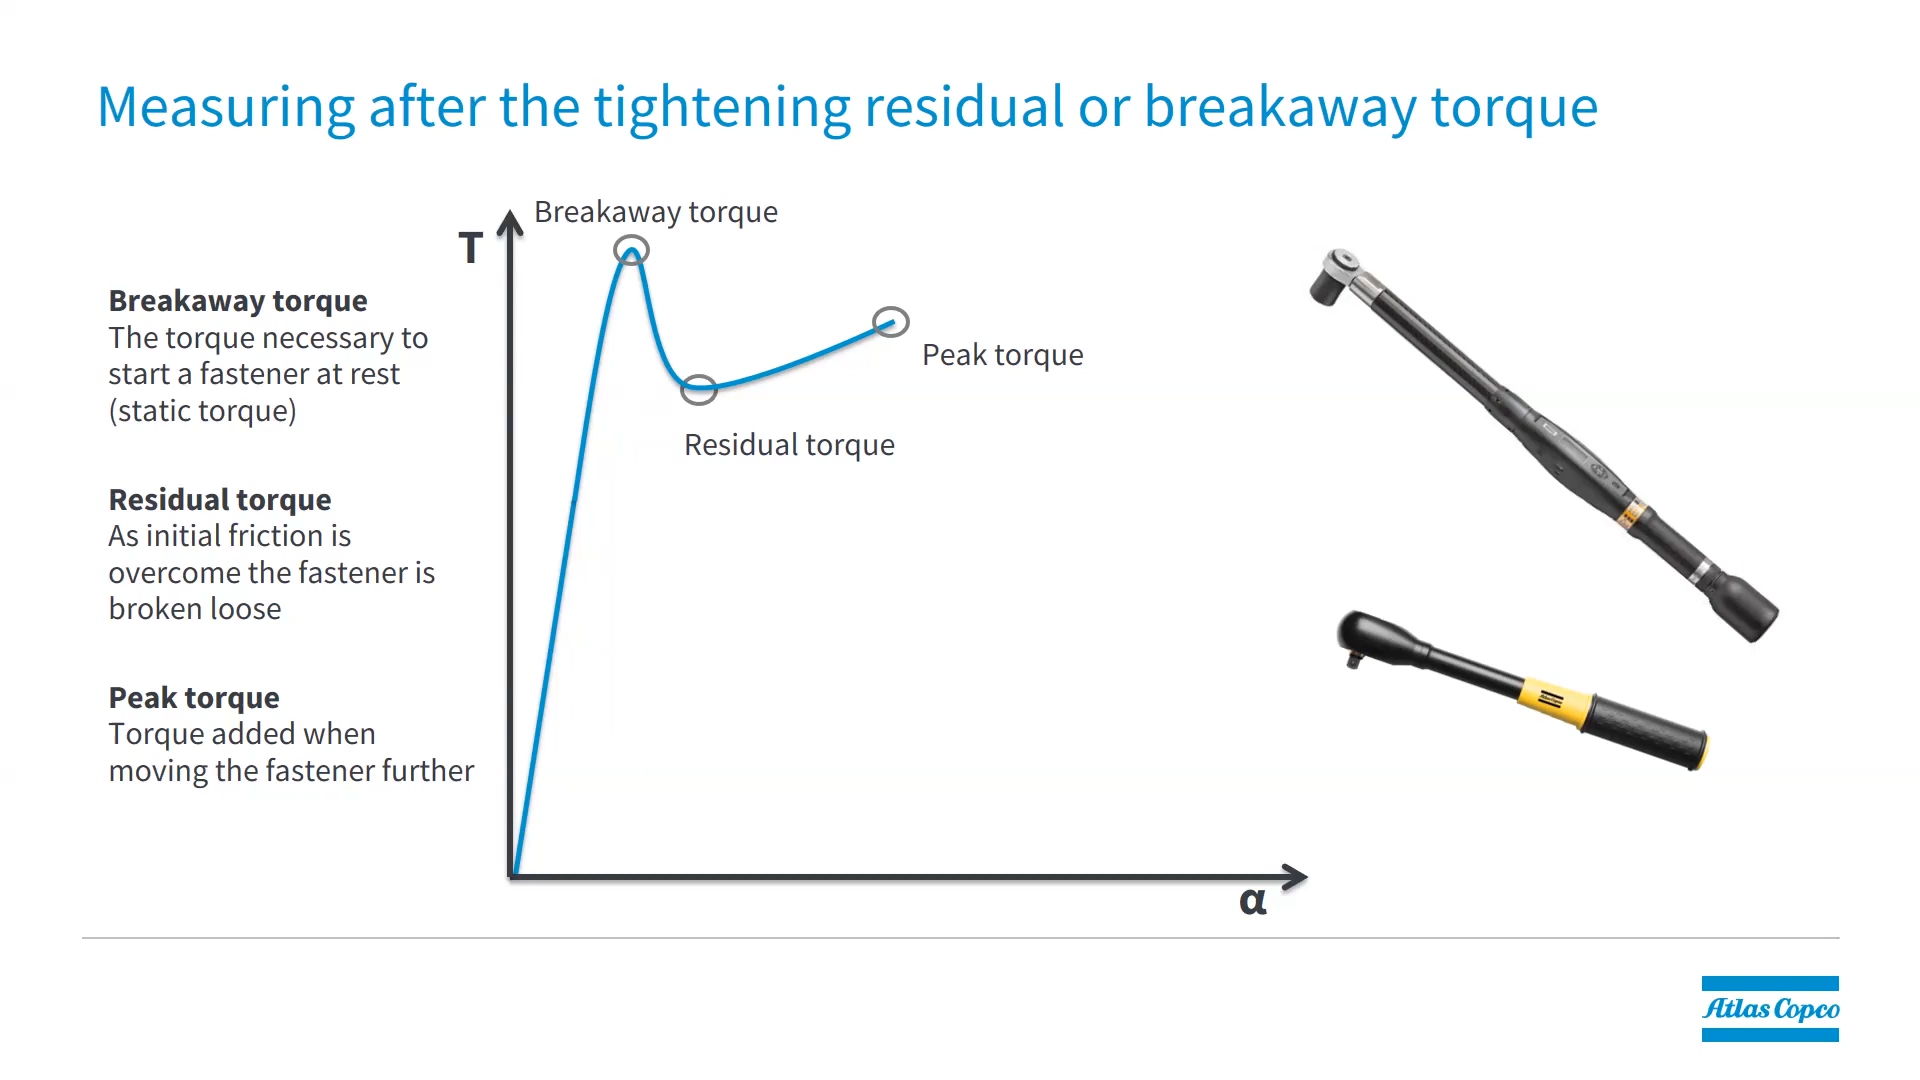 Measuring after the tightening residual or breakaway torque
Breakaway torque
T
Breakaway torque
The torque necessary to
start a fastener at rest
(static torque)
Peak torque
Residual torque
Residual torque
As initial friction is
overcome the fastener is
broken loose
Peak torque
Torque added when
moving the fastener further
α
Atlas Copco